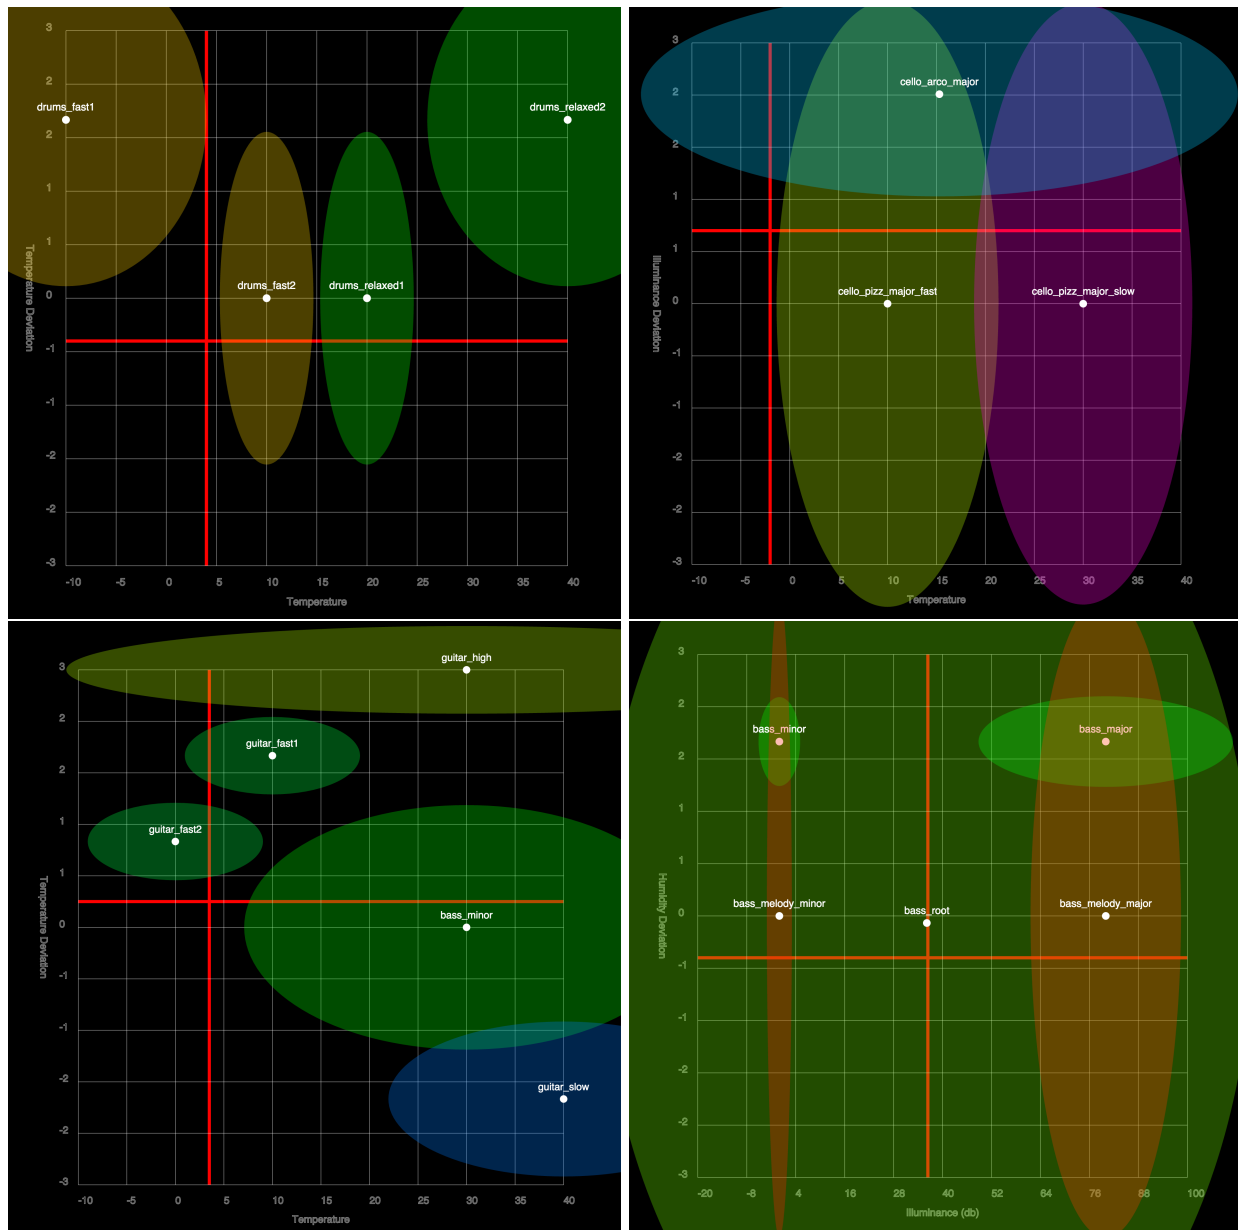 3
2
drums_fast1
drums_relaxed2
2
1
1
Temperature Deviation
drums_fast2
drums_relaxed1
0
-1
-1
-2
-2
-3
-10 -5 0 5 10 15 20 25 30 35 40
Temperature
3
cello_arco_major
2
2
1
1
Illuminance Deviation
cello_pizz_major_fast
cello_pizz_major_slow
0
-1
-1
-2
-2
-3
-10 -5 0 5 10 15 20 25 30 35 40
Temperature
guitar_high
3
2
guitar_fast1
2
1
guitar_fast2
1
Temperature Deviation
bass_minor
0
-1
-1
-2
guitar_slow
-2
-3
-10 -5 0 5 10 15 20 25 30 35 40
Temperature
3
2
bass_minor
bass_major
2
1
1
Humidity Deviation
bass_melody_minor
bass_root
bass_melody_major
0
-1
-1
-2
-2
-3
-20 -8 4 16 28 40 52 64 76 88 100
Illuminance (db)